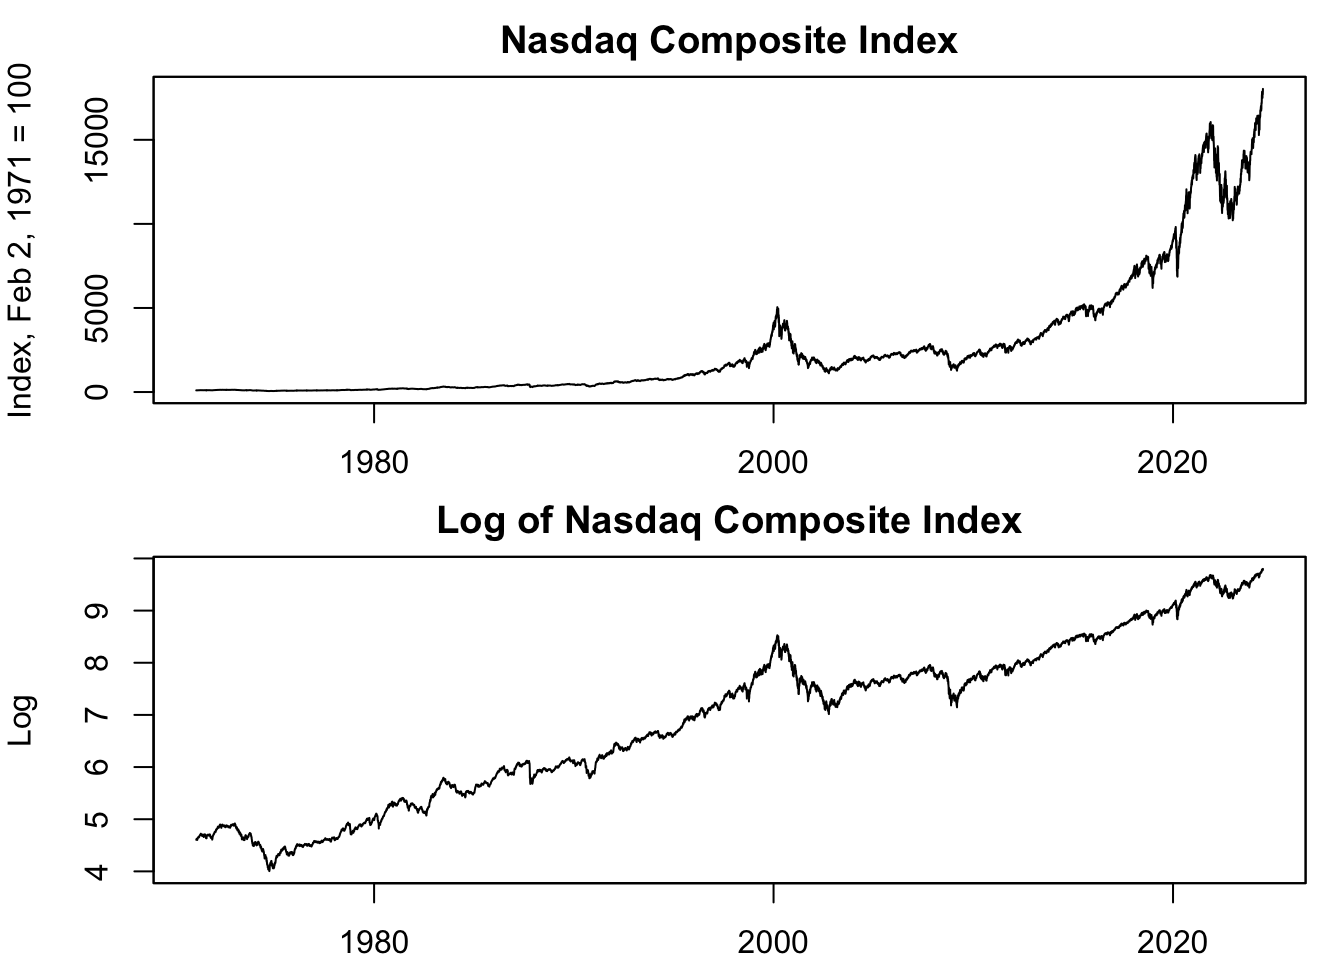 Nasdaq Composite Index
Index, Feb 2, 1971 = 100
15000
5000
0
1980 2000 2020
Log of Nasdaq Composite Index
Log
9
8
7
6
5
4
1980 2000 2020